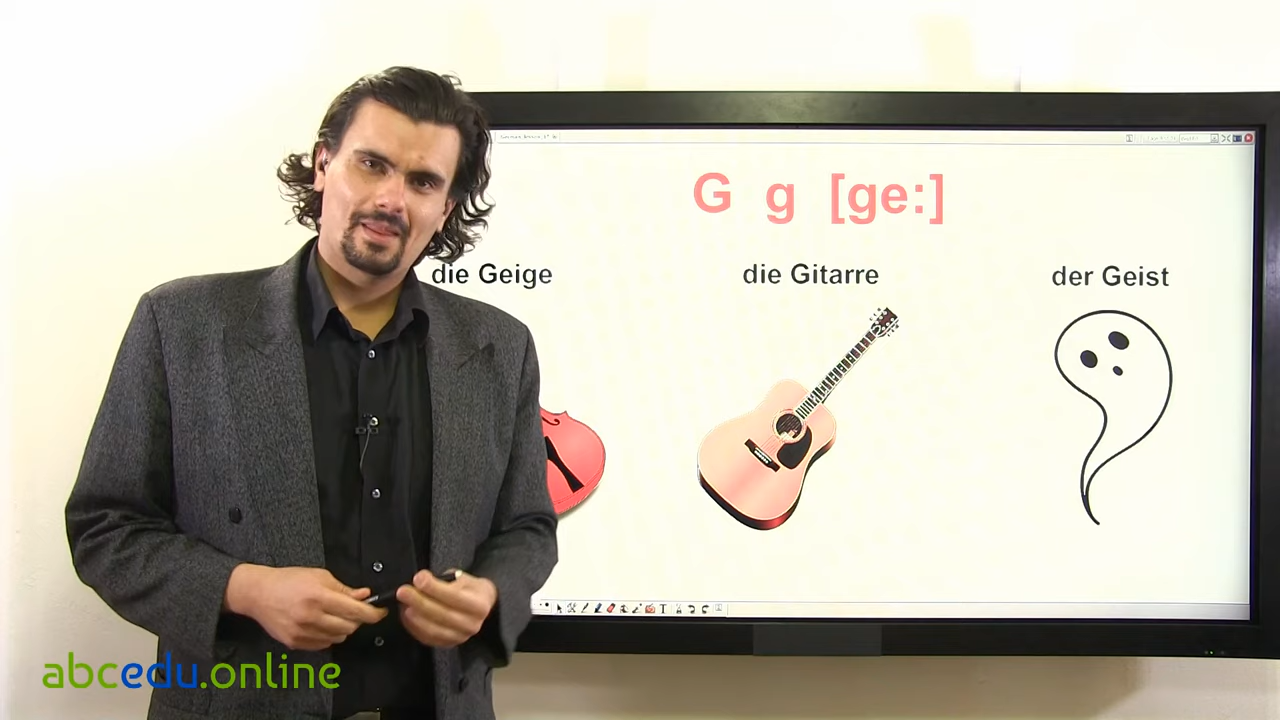 G g [ge:]
die Geige
die Gitarre
der Geist
abcedu.online